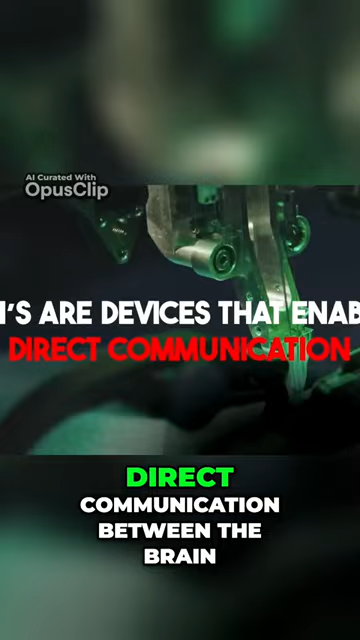 AI Curated With
OpusClip
I'S ARE DEVICES THAT ENAB
DIRECT COMMUNICATION
DIRECT
COMMUNICATION
BETWEEN THE
BRAIN